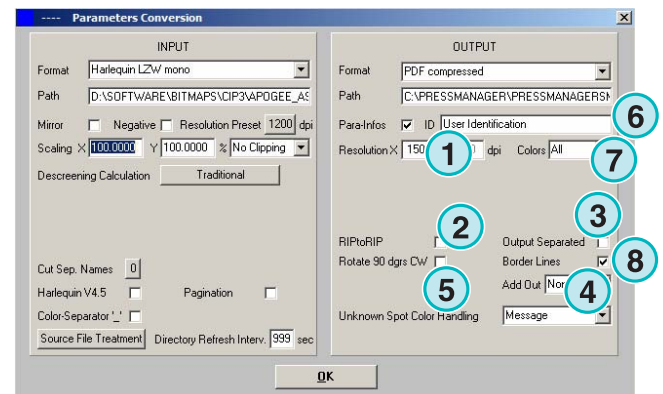 ---- Parameters Conversion
INPUT
Format Harlequin LZW mono
Path D:\SOFTWARE\BITMAPS\CIP3\APOGEE_AS
Mirror Negative Resolution Preset 1200 dpi
Scaling X 100.0000 Y 100.0000 % No Clipping
Descreening Calculation Traditional
Cut Sep. Names 0
Harlequin V4.5 Pagination
Color-Separator '_'
Source File Treatment Directory Refresh Interv. 999 sec
OUTPUT
Format PDF compressed
Path C:\PRESSMANAGER\PRESSMANAGERSM
Para-Infos ID User Identification 6
Resolution X 150 1 dpi Colors All 7
RIPtoRIP 2 Output Separated 3
Rotate 90 dgrs CW 5 Border Lines 8
Add Out 4
Unknown Spot Color Handling Message
OK